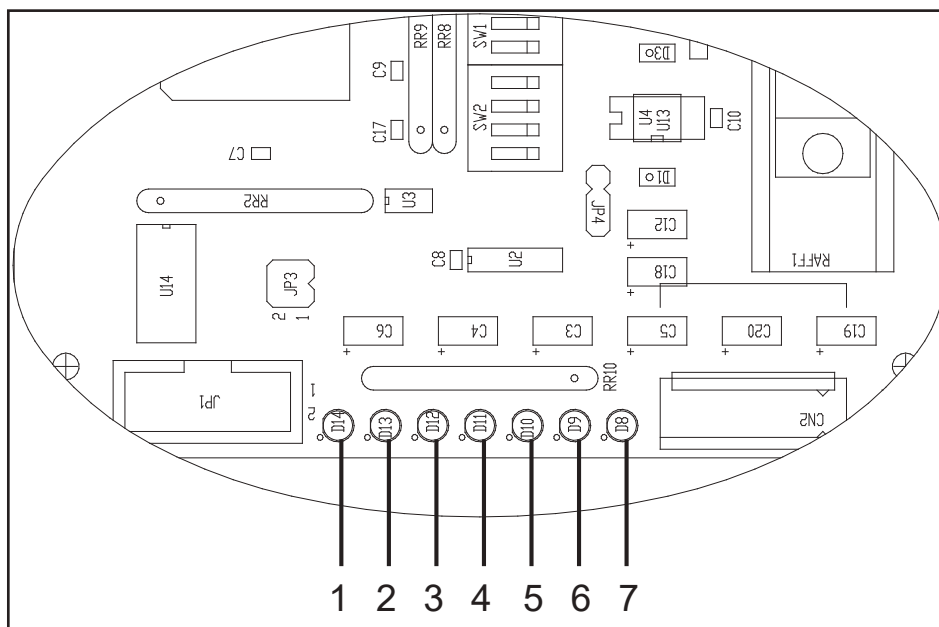 SW1
RR9
RR8
C9
D3
SW2
U4
U13
C10
C17
C7
D1
RR2
U3
JP4
C12
U14
C8
U2
C18
RAFF1
JP3
2
1
C6
C4
C3
C5
C20
C19
+
+
+
+
+
+
+
+
RR10
JP1
1
2
CN2
D14
D13
D12
D11
D10
D9
D8
1 2 3 4 5 6 7